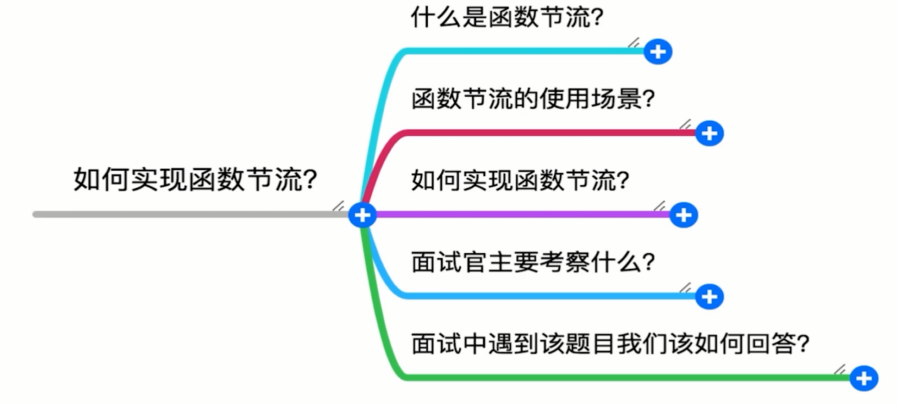 什么是函数节流?
函数节流的使用场景?
如何实现函数节流?
如何实现函数节流?
面试官主要考察什么?
面试中遇到该题目我们该如何回答?